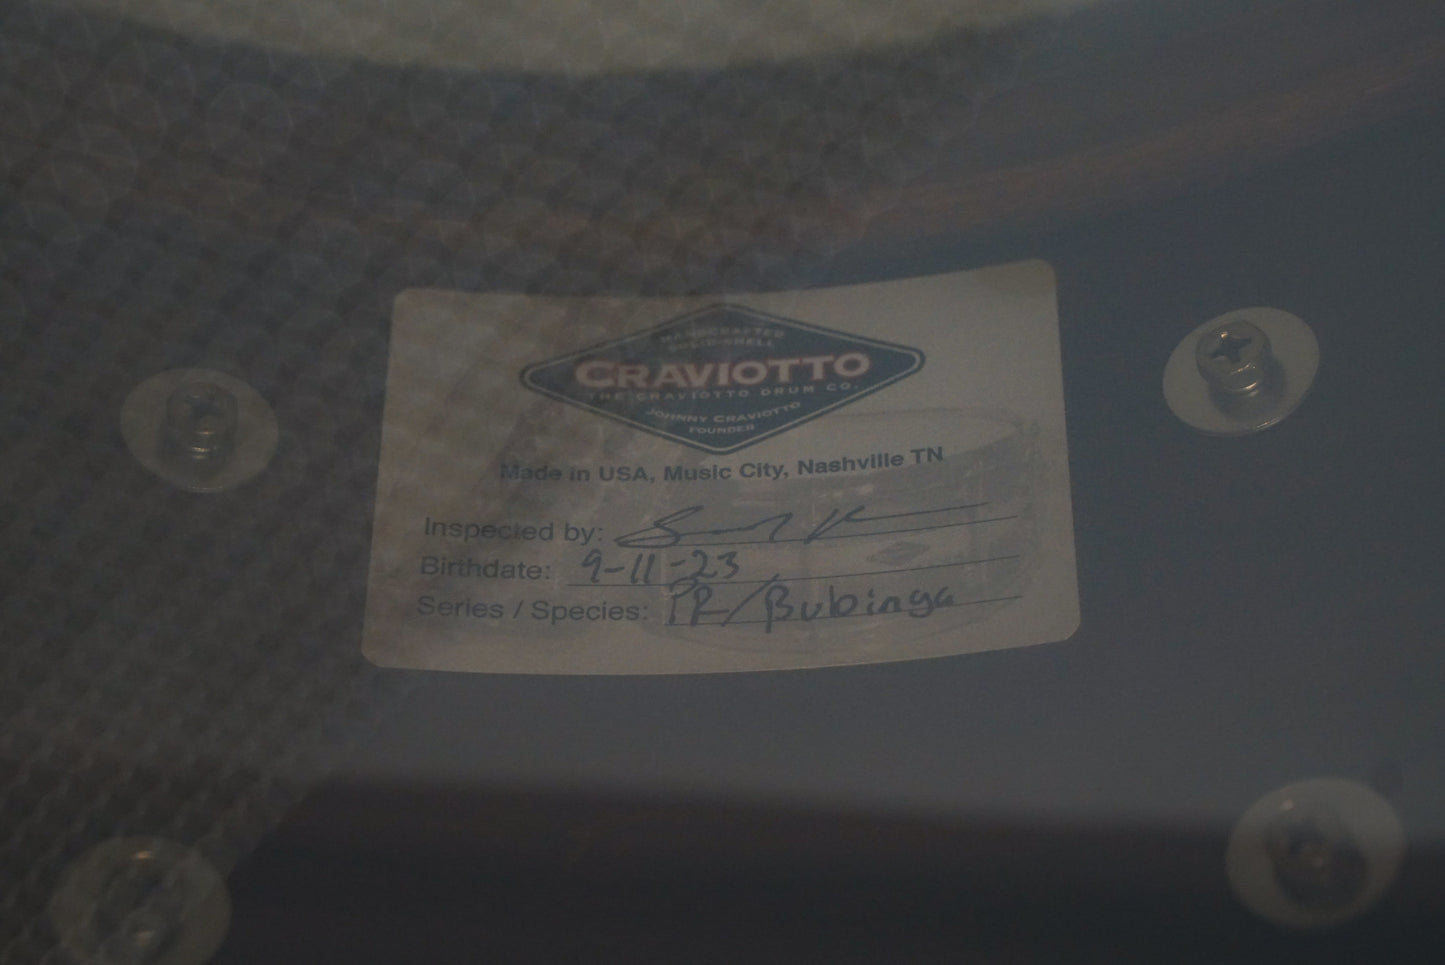 HANDCRAFTED
SOLID-SHELL
CRAVIOTTO
THE CRAVIOTTO DRUM CO.
JOHNNY CRAVIOTTO
FOUNDER
Made in USA, Music City, Nashville TN
Inspected by:
Birthdate: 9-11-23
Series / Species: PR/Bubinga